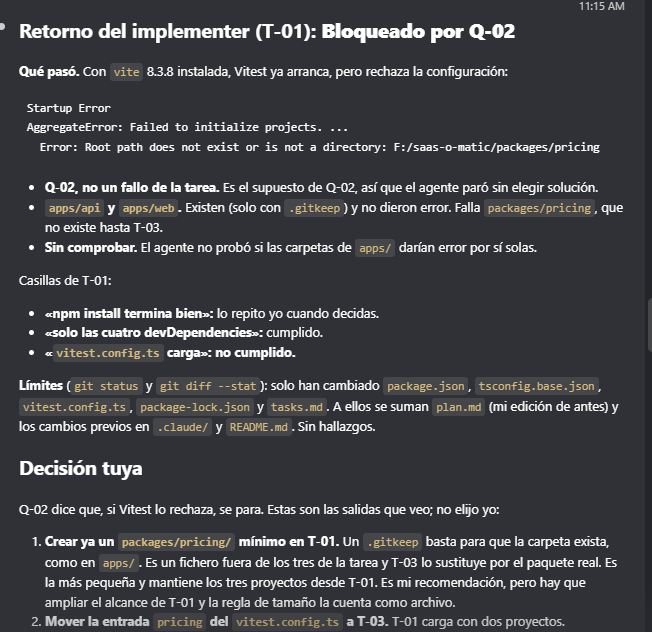 11:15 AM
Retorno del implementer (T-01): Bloqueado por Q-02
Qué pasó. Con vite 8.3.8 instalada, Vitest ya arranca, pero rechaza la configuración:
Startup Error
AggregateError: Failed to initialize projects. ...
Error: Root path does not exist or is not a directory: F:/saas-o-matic/packages/pricing
• Q-02, no un fallo de la tarea. Es el supuesto de Q-02, así que el agente paró sin elegir solución.
• apps/api y apps/web. Existen (solo con .gitkeep) y no dieron error. Falla packages/pricing, que
no existe hasta T-03.
• Sin comprobar. El agente no probó si las carpetas de apps/ darían error por sí solas.
Casillas de T-01:
• «npm install termina bien»: lo repito yo cuando decidas.
• «solo las cuatro devDependencies»: cumplido.
• «vitest.config.ts carga»: no cumplido.
Límites (git status y git diff --stat): solo han cambiado package.json, tsconfig.base.json,
vitest.config.ts, package-lock.json y tasks.md. A ellos se suman plan.md (mi edición de antes) y
los cambios previos en .claude/ y README.md. Sin hallazgos.
Decisión tuya
Q-02 dice que, si Vitest lo rechaza, se para. Estas son las salidas que veo; no elijo yo:
1. Crear ya un packages/pricing/ mínimo en T-01. Un .gitkeep basta para que la carpeta exista,
como en apps/. Es un fichero fuera de los tres de la tarea y T-03 lo sustituye por el paquete real. Es
la más pequeña y mantiene los tres proyectos desde T-01. Es mi recomendación, pero hay que
ampliar el alcance de T-01 y la regla de tamaño la cuenta como archivo.
2. Mover la entrada pricing del vitest.config.ts a T-03. T-01 carga con dos proyectos.